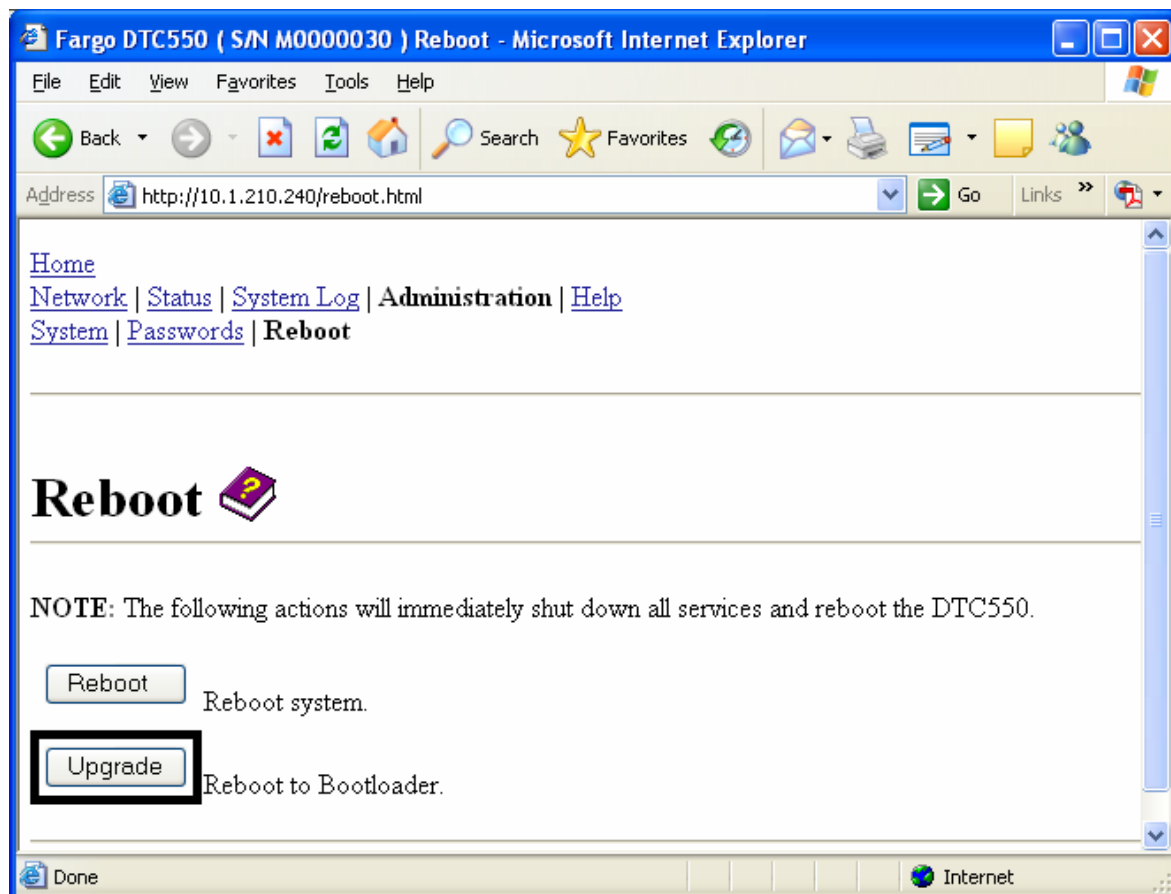 Fargo DTC550 ( S/N M0000030 ) Reboot - Microsoft Internet Explorer
File Edit View Favorites Tools Help
Back Search Favorites
Address http://10.1.210.240/reboot.html Go Links »
Home
Network | Status | System Log | Administration | Help
System | Passwords | Reboot
Reboot ?
NOTE: The following actions will immediately shut down all services and reboot the DTC550.
Reboot Reboot system.
Upgrade Reboot to Bootloader.
Done Internet